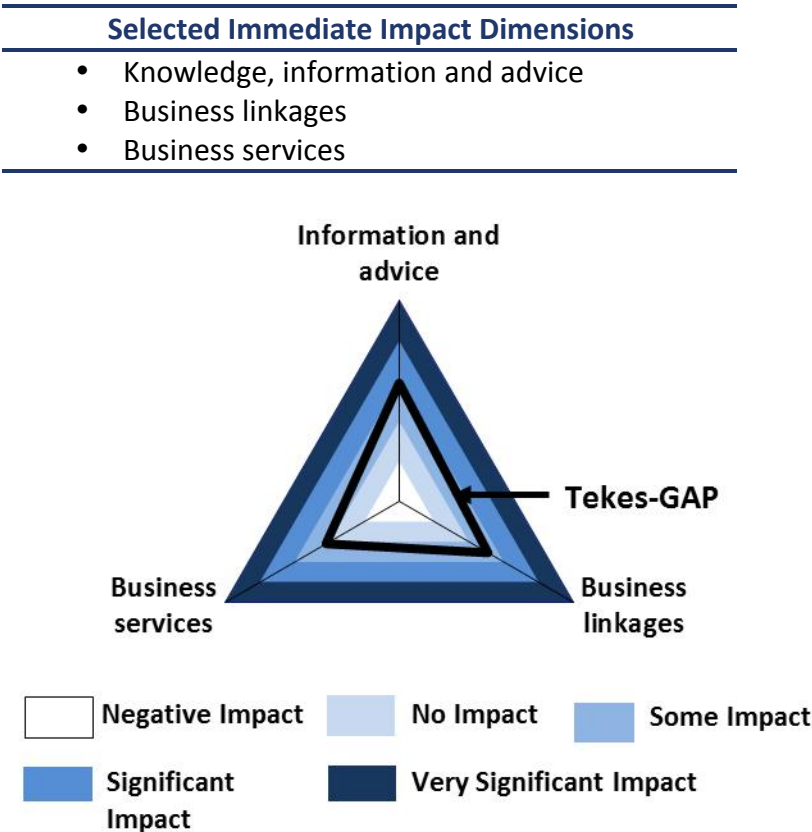 Selected Immediate Impact Dimensions
• Knowledge, information and advice
• Business linkages
• Business services
Information and
advice
Tekes-GAP
Business
services
Business
linkages
Negative Impact
No Impact
Some Impact
Significant
Impact
Very Significant Impact